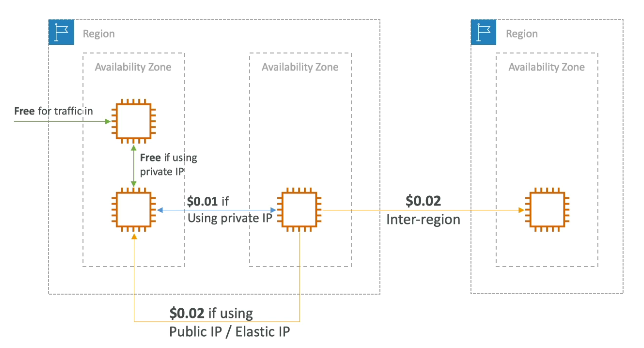 Region
Region
Availability Zone
Availability Zone
Availability Zone
Free for traffic in
Free if using
private IP
$0.01 if
Using private IP
$0.02
Inter-region
$0.02 if using
Public IP / Elastic IP